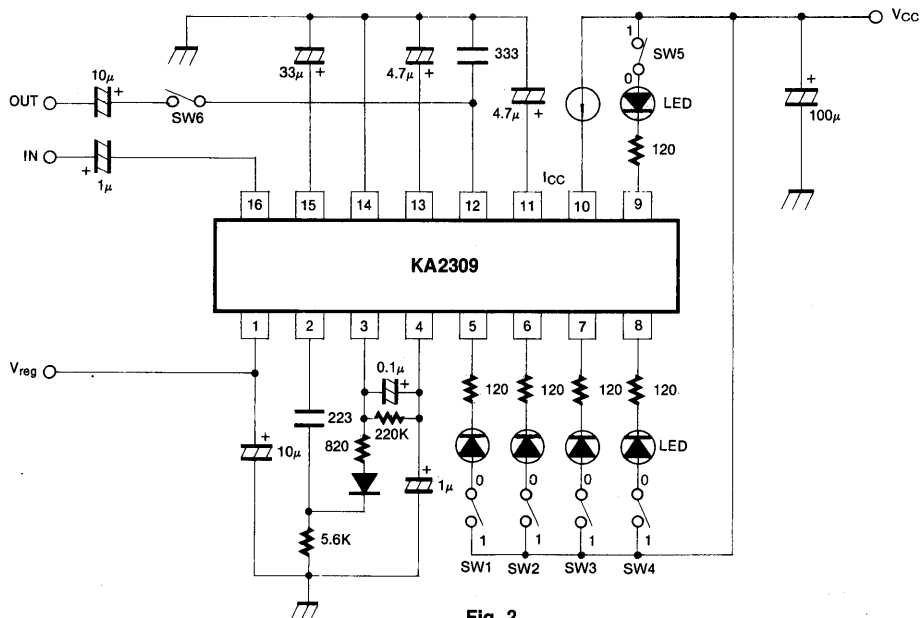 VCC
1
SW5
0
LED
120
333
33μ +
4.7μ +
4.7μ +
+
100μ
10μ
+
OUT
SW6
IN
+
1μ
ICC
16 15 14 13 12 11 10 9
KA2309
1 2 3 4 5 6 7 8
Vreg
+
10μ
223
0.1μ
+
220K
820
+
1μ
5.6K
120 120 120 120
LED
0 0 0 0
1 1 1 1
SW1 SW2 SW3 SW4
Fig. 2